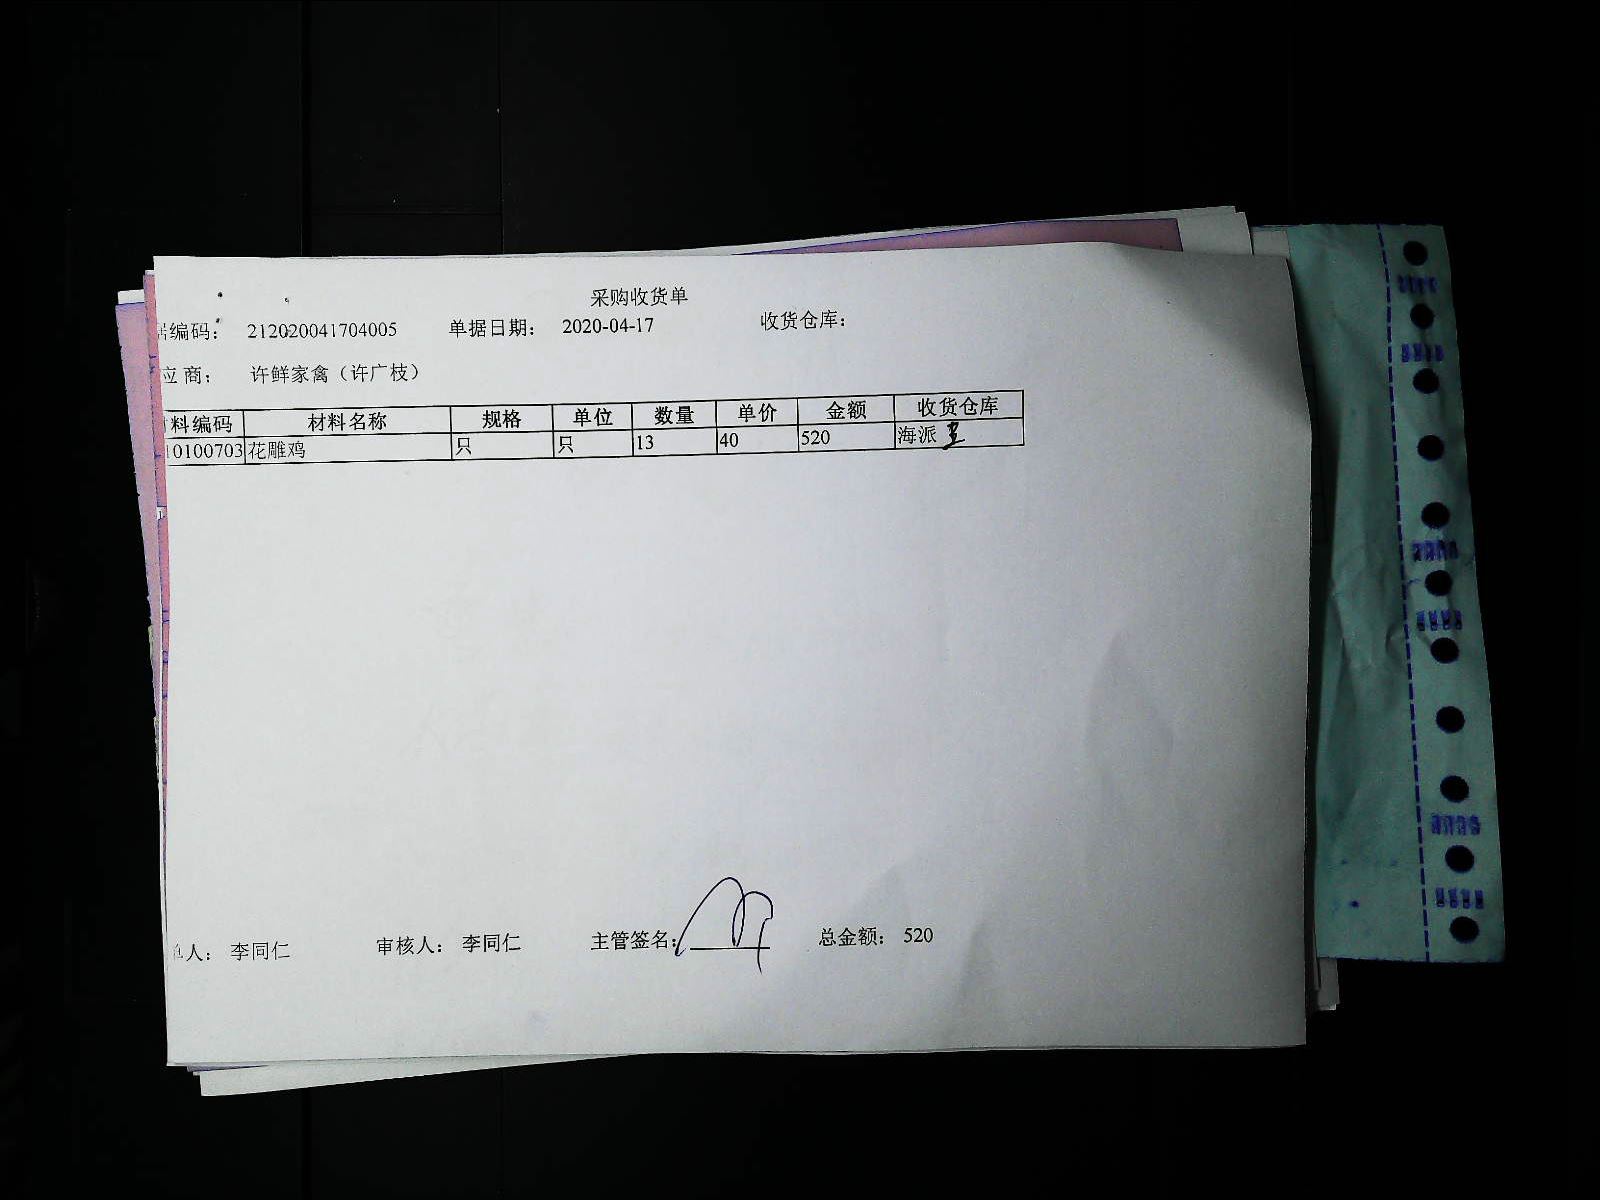 采购收货单
编码: 212020041704005 单据日期: 2020-04-17 收货仓库:
应商: 许鲜家禽（许广枝）
料编码 材料名称 规格 单位 数量 单价 金额 收货仓库
10100703 花雕鸡 只 只 13 40 520 海派
人: 李同仁 审核人: 李同仁 主管签名: 总金额: 520